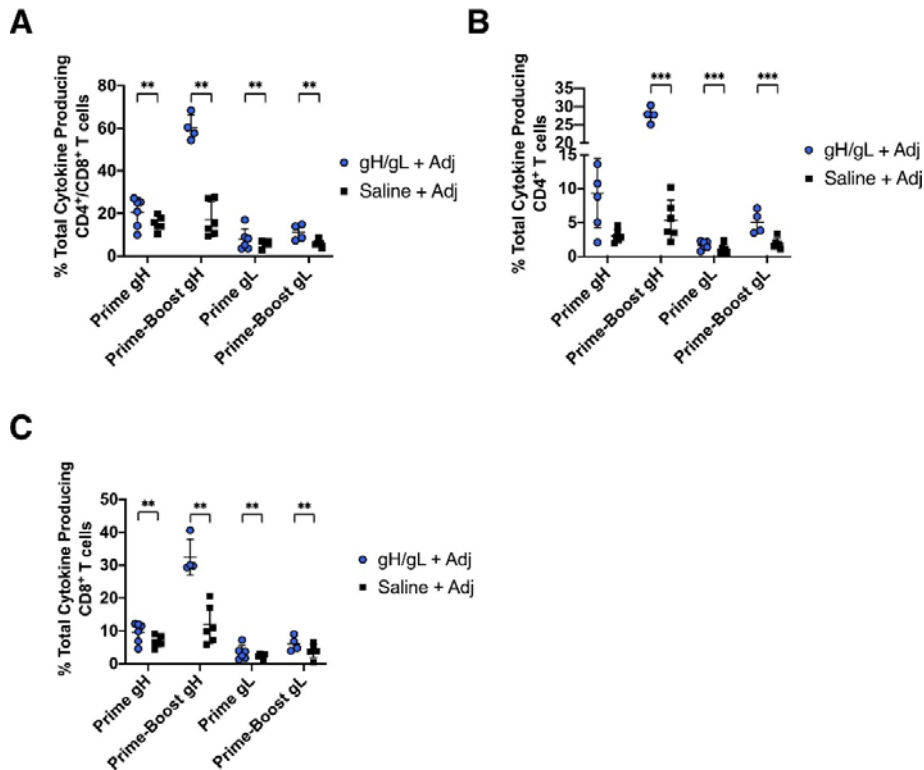 A
% Total Cytokine Producing
CD4+/CD8+ T cells
80
60
40
20
0
** ** ** **
Prime gH
Prime-Boost gH
Prime gL
Prime-Boost gL
gH/gL + Adj
Saline + Adj
B
% Total Cytokine Producing
CD4+ T cells
35
30
25
20
15
10
5
0
*** *** ***
Prime gH
Prime-Boost gH
Prime gL
Prime-Boost gL
gH/gL + Adj
Saline + Adj
C
% Total Cytokine Producing
CD8+ T cells
50
40
30
20
10
0
** ** ** **
Prime gH
Prime-Boost gH
Prime gL
Prime-Boost gL
gH/gL + Adj
Saline + Adj